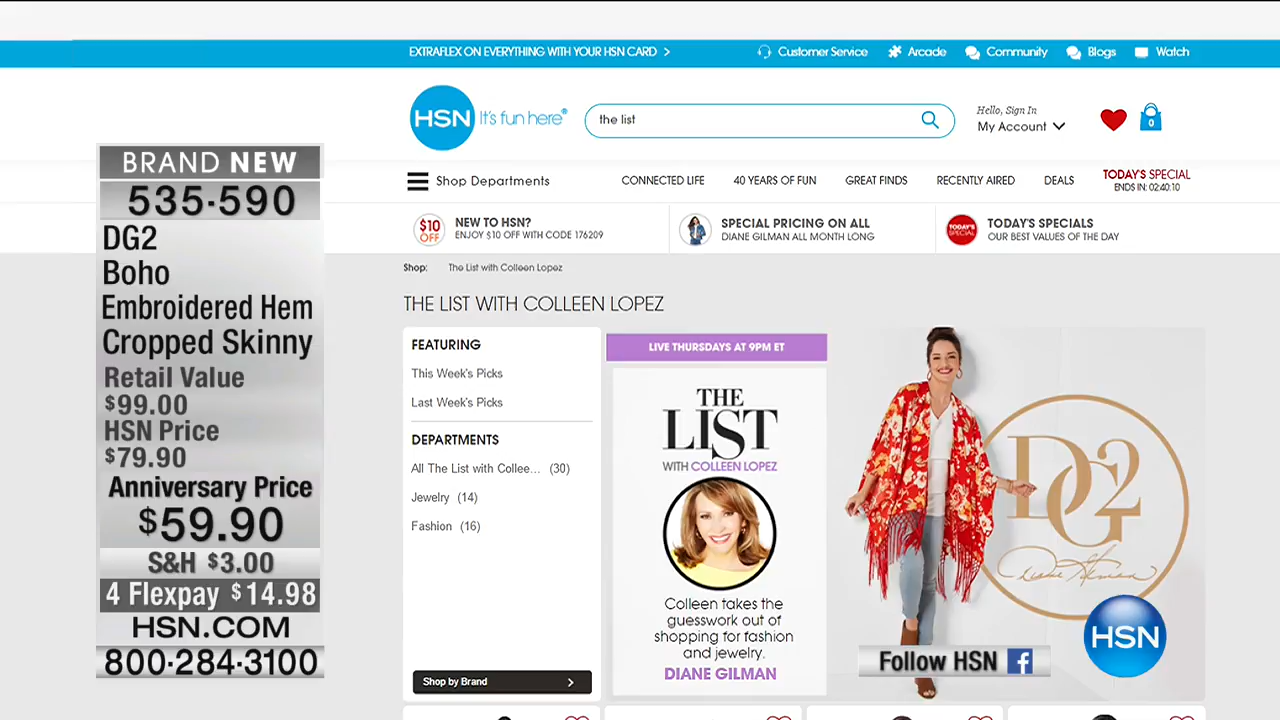 EXTRAFLEX ON EVERYTHING WITH YOUR HSN CARD >
Customer Service
Arcade
Community
Blogs
Watch
HSN
It's fun here®
the list
Hello, Sign In
My Account
0
Shop Departments
CONNECTED LIFE
40 YEARS OF FUN
GREAT FINDS
RECENTLY AIRED
DEALS
TODAY'S SPECIAL
ENDS IN: 02:40:10
$10
OFF
NEW TO HSN?
ENJOY $10 OFF WITH CODE 176209
SPECIAL PRICING ON ALL
DIANE GILMAN ALL MONTH LONG
TODAY'S
SPECIAL
TODAY'S SPECIALS
OUR BEST VALUES OF THE DAY
BRAND NEW
535-590
DG2
Boho
Embroidered Hem
Cropped Skinny
Retail Value
$99.00
HSN Price
$79.90
Anniversary Price
$59.90
S&H $3.00
4 Flexpay $14.98
HSN.COM
800-284-3100
Shop:
The List with Colleen Lopez
THE LIST WITH COLLEEN LOPEZ
FEATURING
This Week's Picks
Last Week's Picks
DEPARTMENTS
All The List with Collee... (30)
Jewelry (14)
Fashion (16)
Shop by Brand >
LIVE THURSDAYS AT 9PM ET
THE
LIST
WITH COLLEEN LOPEZ
Colleen takes the
guesswork out of
shopping for fashion
and jewelry.
DIANE GILMAN
DG2
Diane Gilman
HSN
Follow HSN f